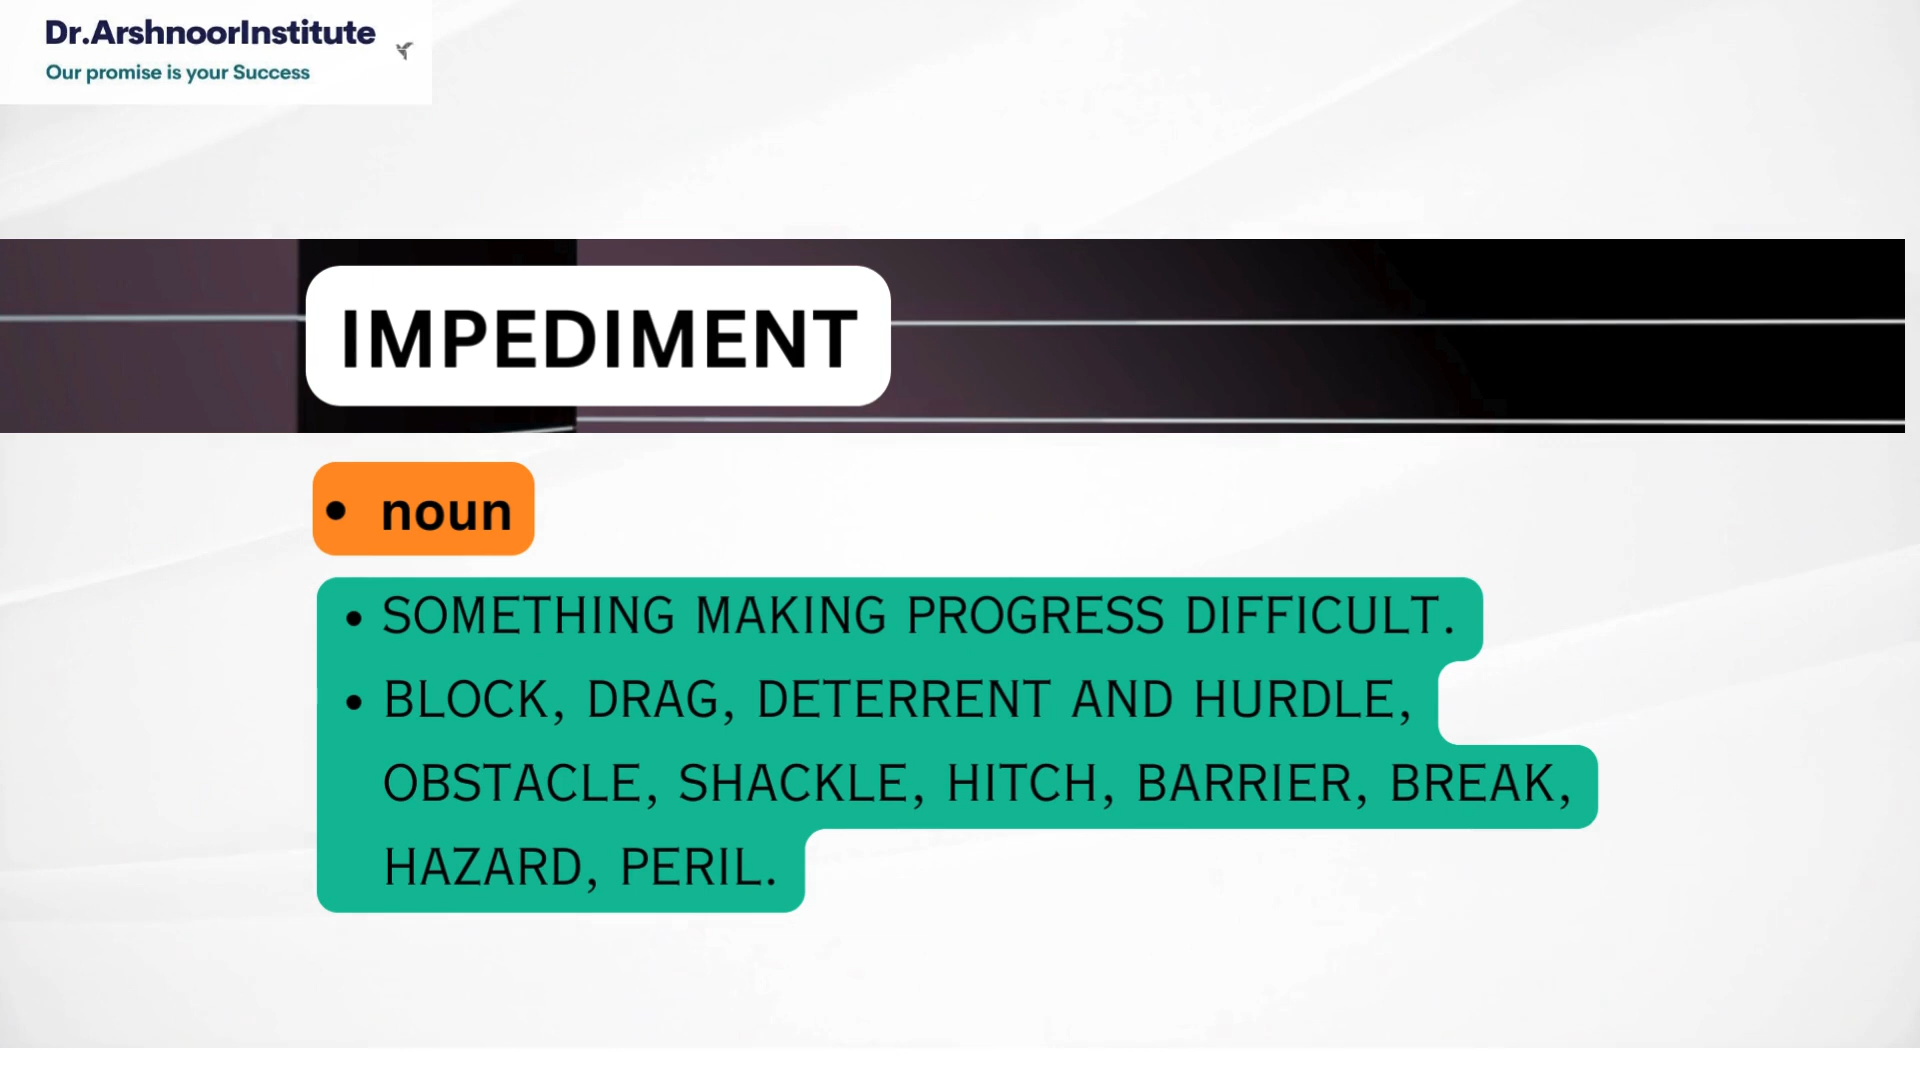 Dr.ArshnoorInstitute
Our promise is your Success
IMPEDIMENT
• noun
• SOMETHING MAKING PROGRESS DIFFICULT.
• BLOCK, DRAG, DETERRENT AND HURDLE,
OBSTACLE, SHACKLE, HITCH, BARRIER, BREAK,
HAZARD, PERIL.